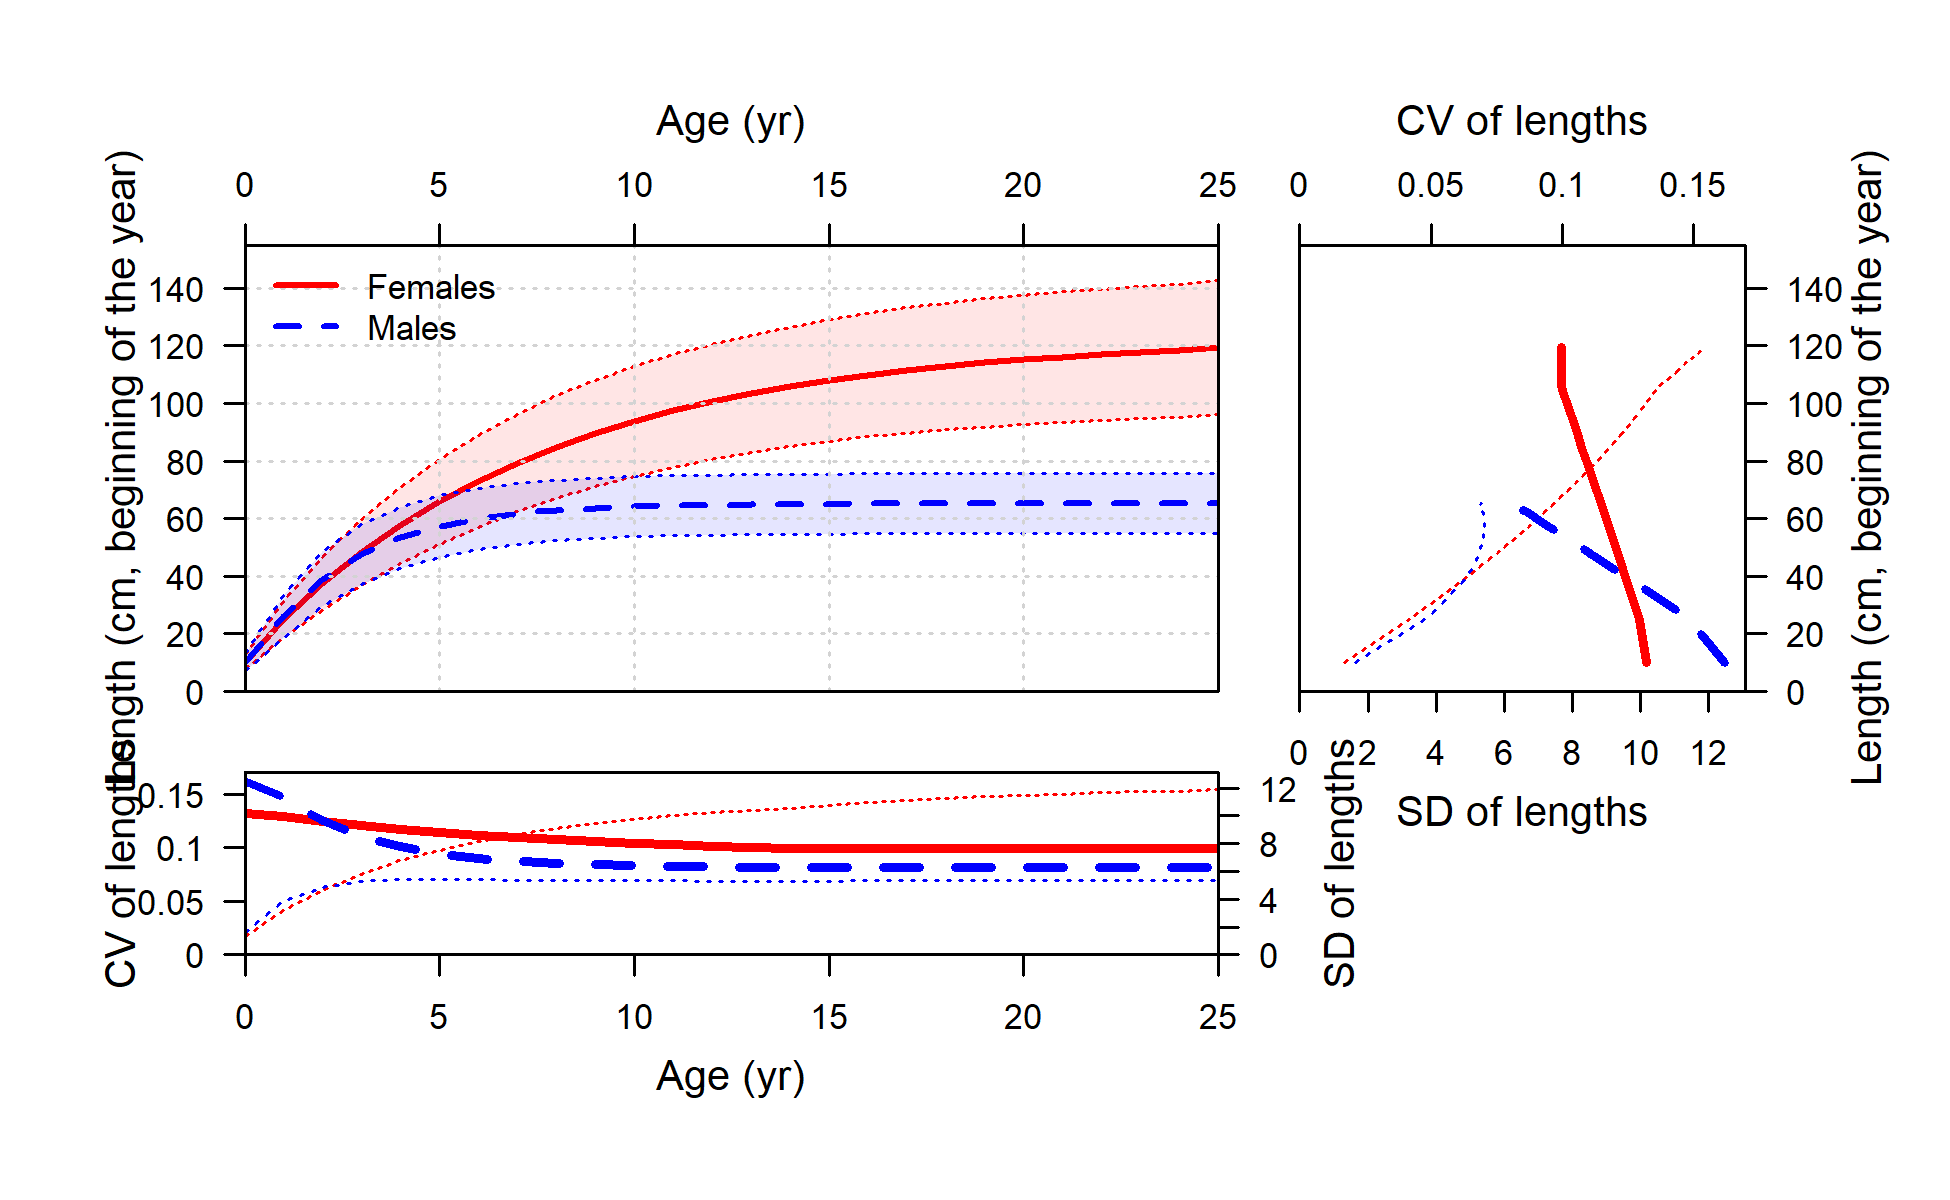 Age (yr)
0 5 10 15 20 25
Length (cm, beginning of the year)
140
120
100
80
60
40
20
0
Females
Males
CV of lengths
0 0.05 0.1 0.15
140
120
100
80
60
40
20
0
Length (cm, beginning of the year)
0 2 4 6 8 10 12
SD of lengths
CV of lengths
0.15
0.1
0.05
0
12
8
4
0
SD of lengths
0 5 10 15 20 25
Age (yr)